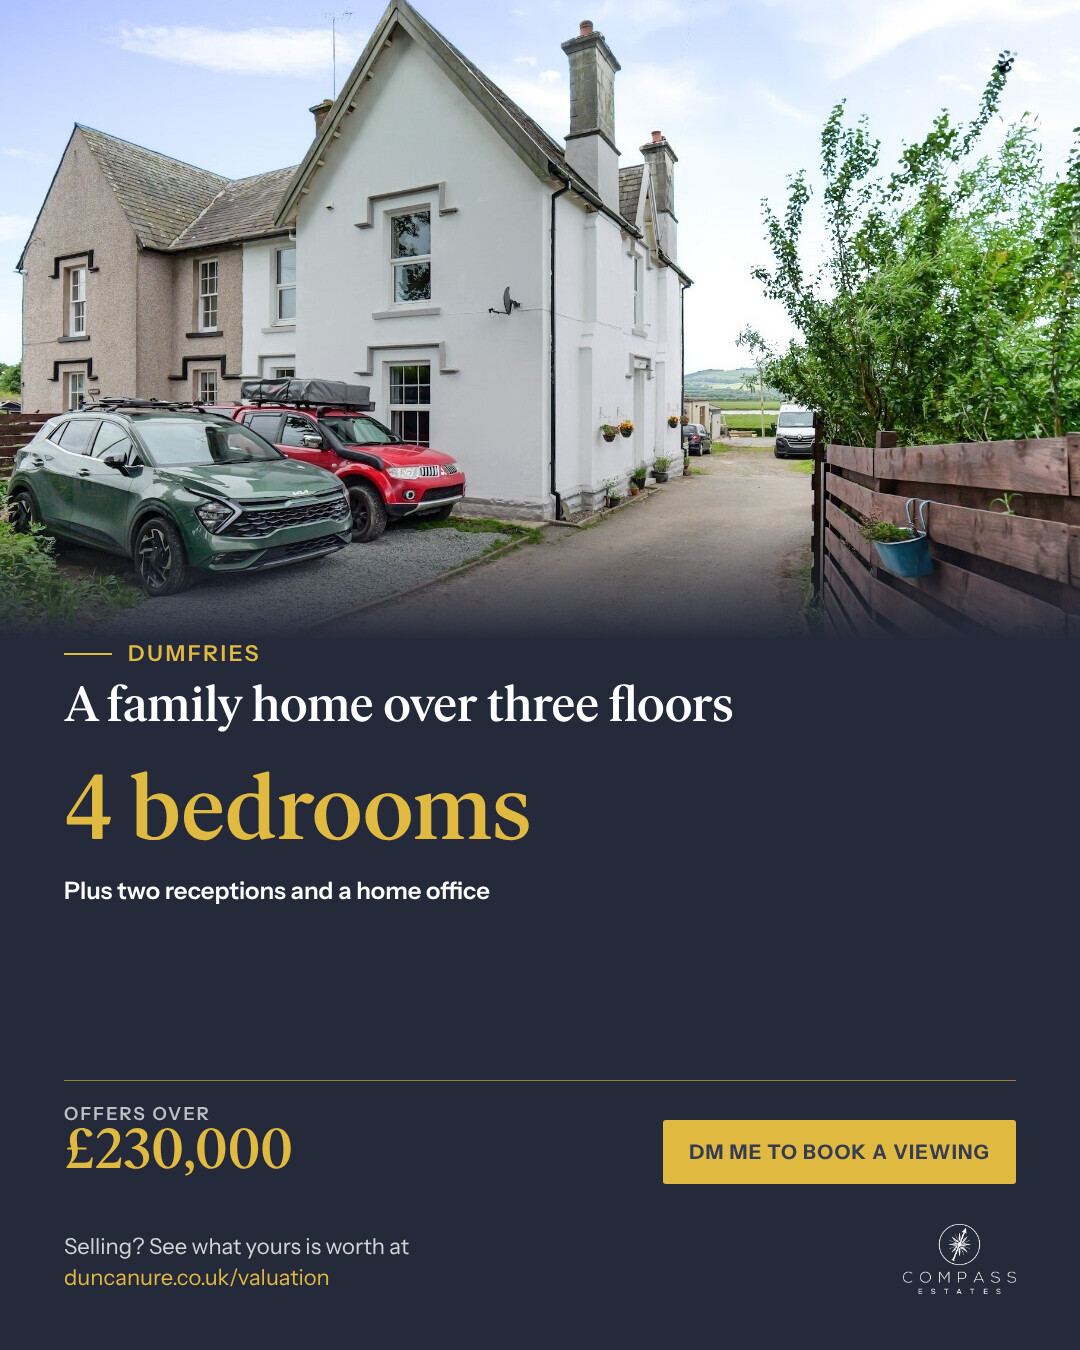 DUMFRIES
A family home over three floors
4 bedrooms
Plus two receptions and a home office
OFFERS OVER
£230,000
DM ME TO BOOK A VIEWING
Selling? See what yours is worth at
duncanure.co.uk/valuation
COMPASS
ESTATES